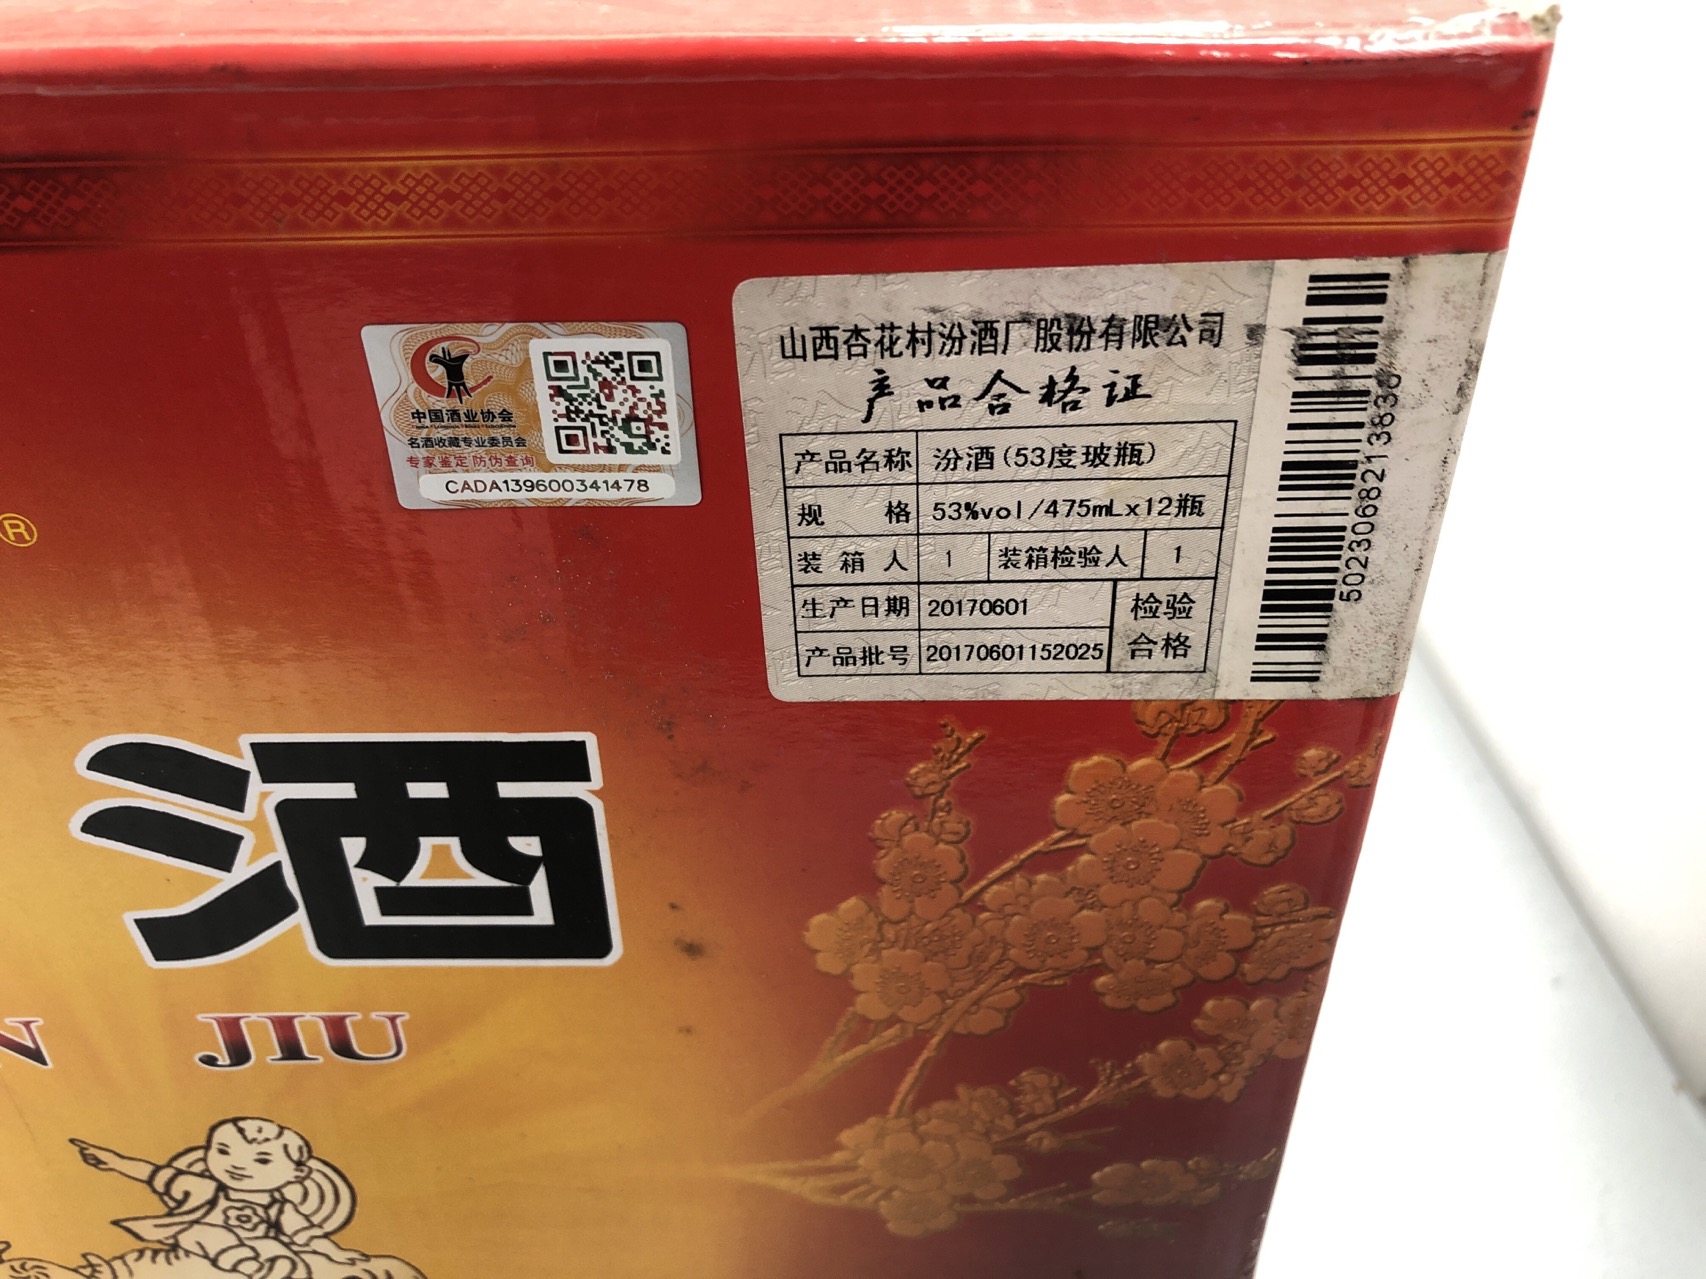 中国酒业协会
名酒收藏专业委员会
专家鉴定 防伪查询
CADA139600341478
山西杏花村汾酒厂股份有限公司
产品合格证
产品名称 汾酒(53度玻瓶)
规 格 53%vol/475mLx12瓶
装箱人 1 装箱检验人 1
生产日期 20170601
产品批号 20170601152025
检验
合格
5023068213836
®
酒
N JIU